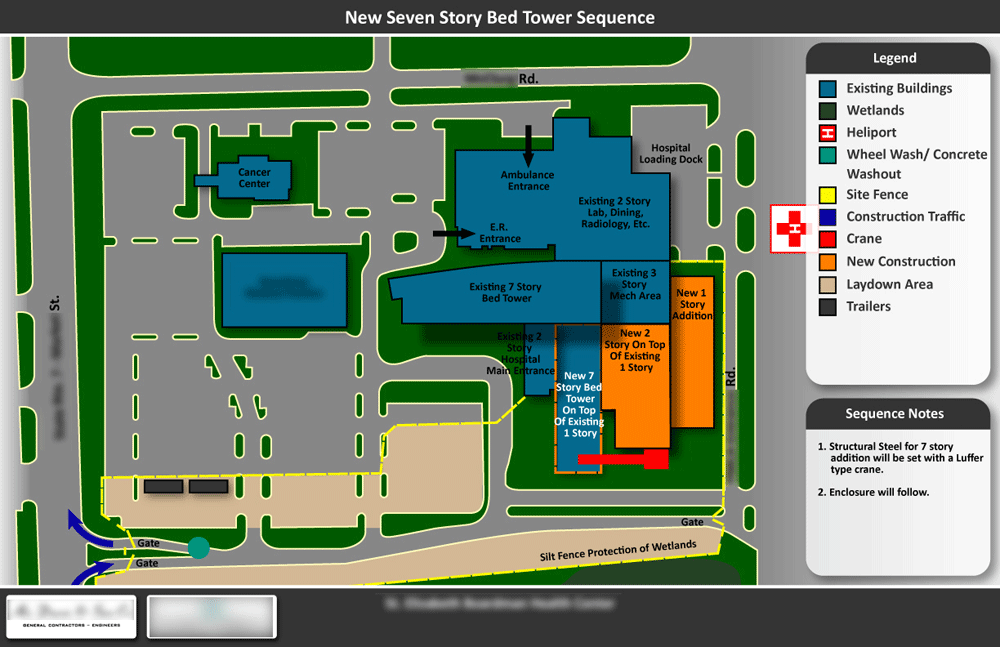 New Seven Story Bed Tower Sequence
Rd.
Hospital
Loading Dock
Cancer
Center
Ambulance
Entrance
Existing 2 Story
Lab, Dining,
Radiology, Etc.
E.R.
Entrance
Existing 7 Story
Bed Tower
Existing 3
Story
Mech Area
New 1
Story
Addition
Existing 2
Story
Hospital
Main Entrance
New 2
Story On Top
Of Existing
1 Story
New 7
Story Bed
Tower
On Top
Of Existing
1 Story
St.
Rd.
Gate
Gate
Gate
Silt Fence Protection of Wetlands
Legend
Existing Buildings
Wetlands
H
Heliport
Wheel Wash/ Concrete
Washout
Site Fence
Construction Traffic
Crane
New Construction
Laydown Area
Trailers
H
Sequence Notes
1. Structural Steel for 7 story
addition will be set with a Luffer
type crane.
2. Enclosure will follow.
GENERAL CONTRACTORS – ENGINEERS